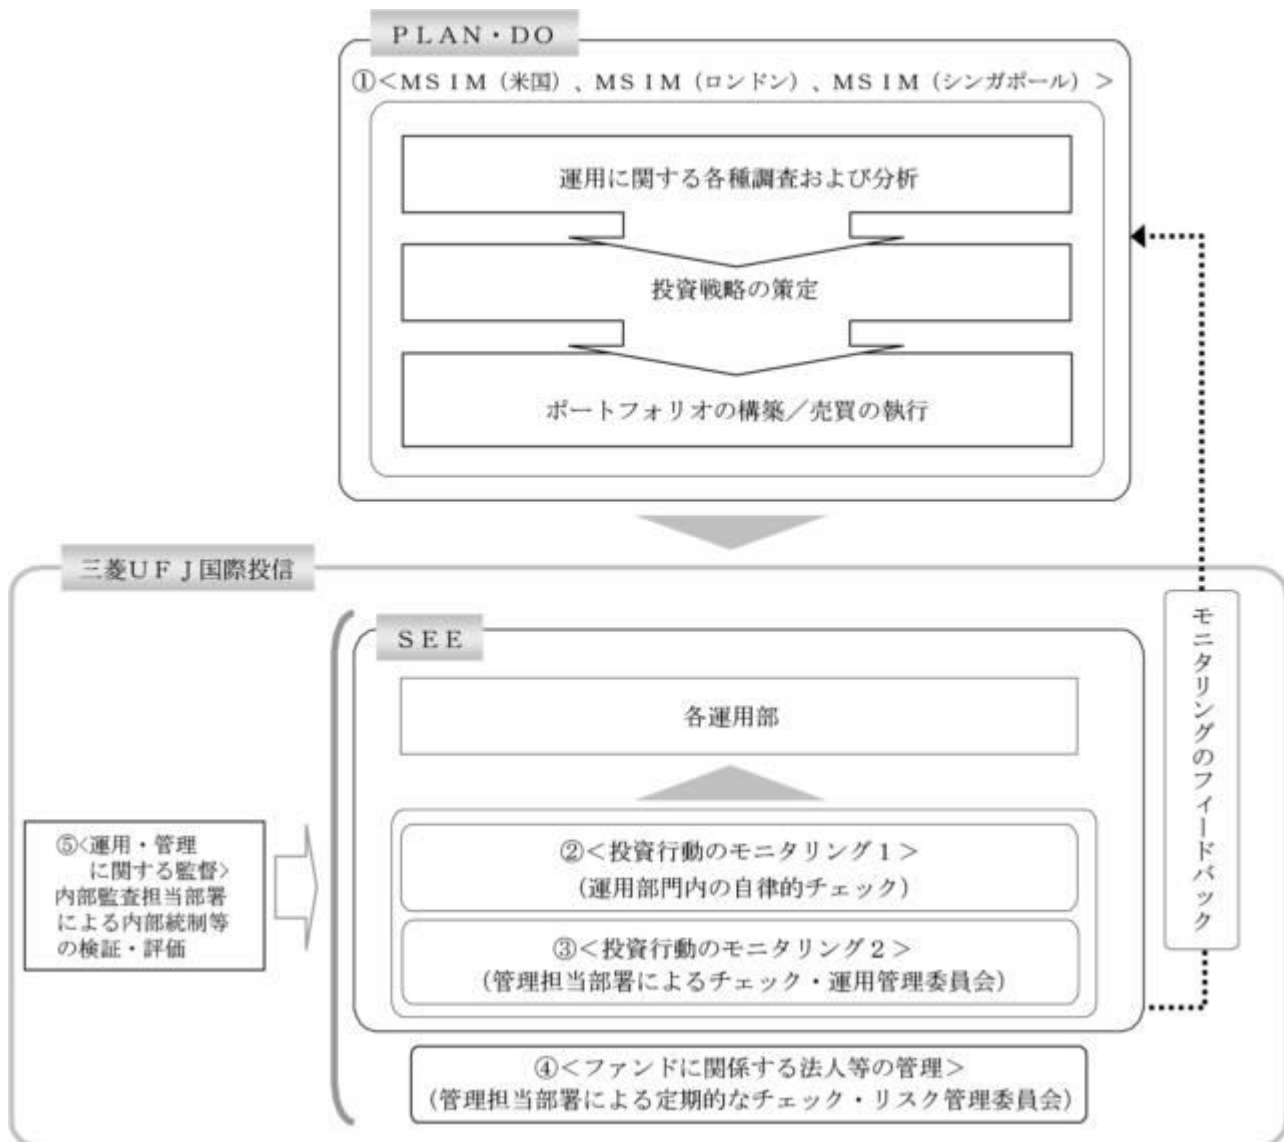 ＰＬＡＮ・ＤＯ
①＜ＭＳＩＭ（米国）、ＭＳＩＭ（ロンドン）、ＭＳＩＭ（シンガポール）＞
運用に関する各種調査および分析
投資戦略の策定
ポートフォリオの構築／売買の執行
三菱ＵＦＪ国際投信
ＳＥＥ
各運用部
②＜投資行動のモニタリング１＞
（運用部門内の自律的チェック）
③＜投資行動のモニタリング２＞
（管理担当部署によるチェック・運用管理委員会）
④＜ファンドに関係する法人等の管理＞
（管理担当部署による定期的なチェック・リスク管理委員会）
⑤<運用・管理
に関する監督>
内部監査担当部署
による内部統制等
の検証・評価
モニタリングのフィードバック